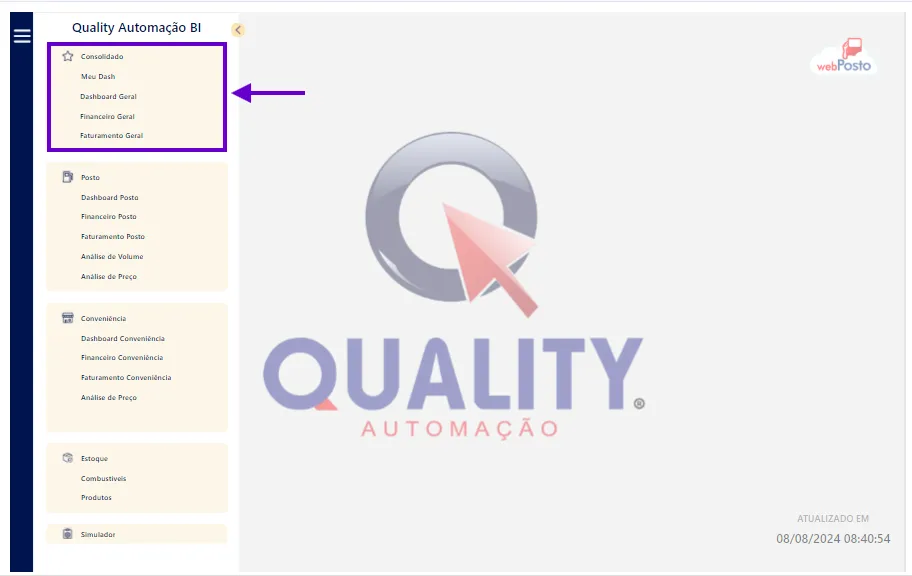 Quality Automação BI
Consolidado
Meu Dash
Dashboard Geral
Financeiro Geral
Faturamento Geral
Posto
Dashboard Posto
Financeiro Posto
Faturamento Posto
Análise de Volume
Análise de Preço
Conveniência
Dashboard Conveniência
Financeiro Conveniência
Faturamento Conveniência
Análise de Preço
Estoque
Combustíveis
Produtos
Simulador
webPosto
QUALITY ®
AUTOMAÇÃO
ATUALIZADO EM
08/08/2024 08:40:54